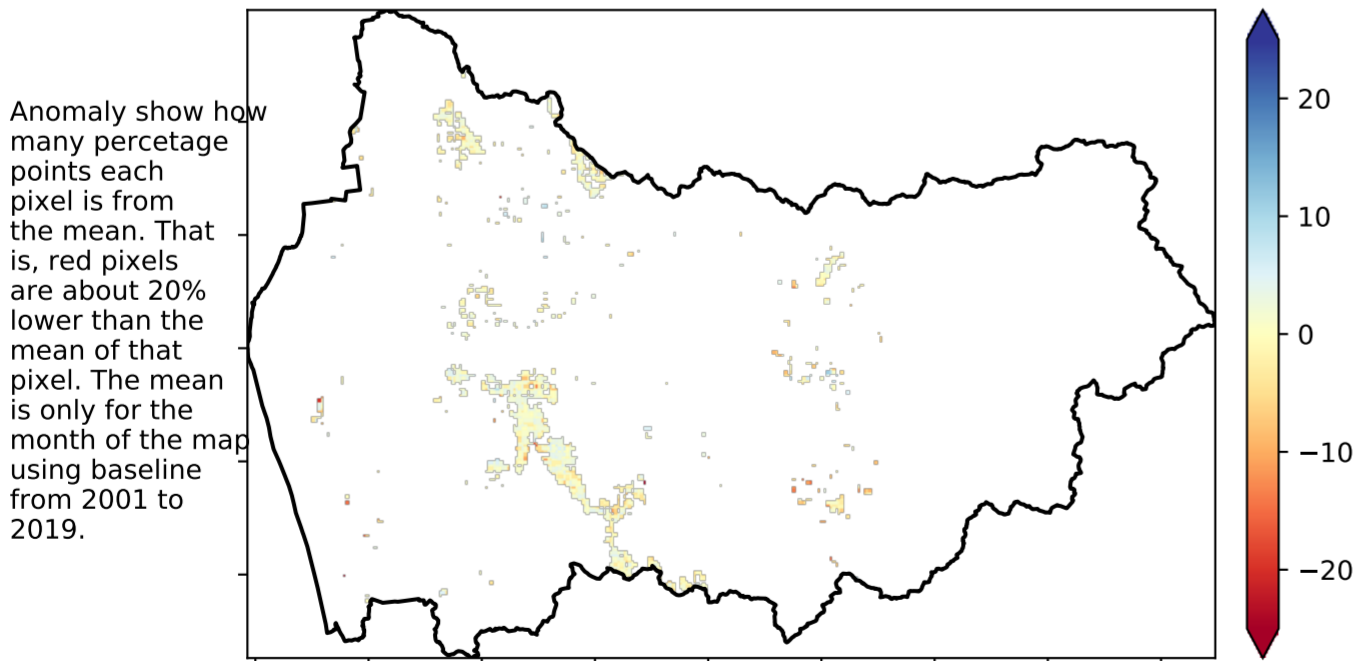 Anomaly show how
many percetage
points each
pixel is from
the mean. That
is, red pixels
are about 20%
lower than the
mean of that
pixel. The mean
is only for the
month of the map
using baseline
from 2001 to
2019.
20
10
0
−10
−20